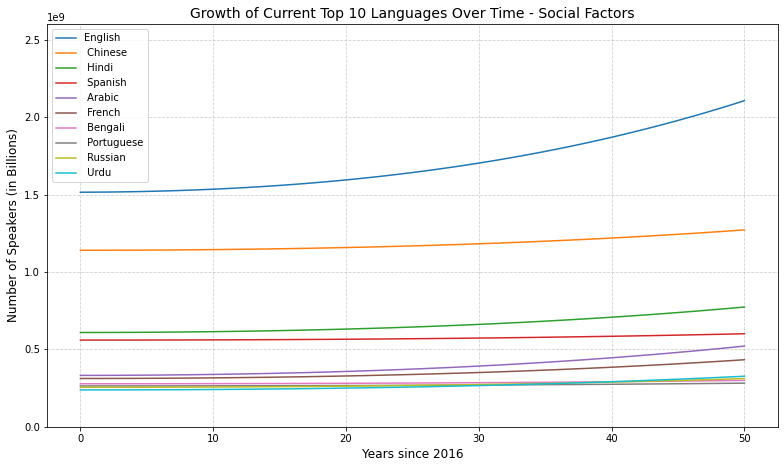 Growth of Current Top 10 Languages Over Time - Social Factors
1e9
2.5
2.0
1.5
1.0
0.5
0.0
Number of Speakers (in Billions)
English
Chinese
Hindi
Spanish
Arabic
French
Bengali
Portuguese
Russian
Urdu
0 10 20 30 40 50
Years since 2016